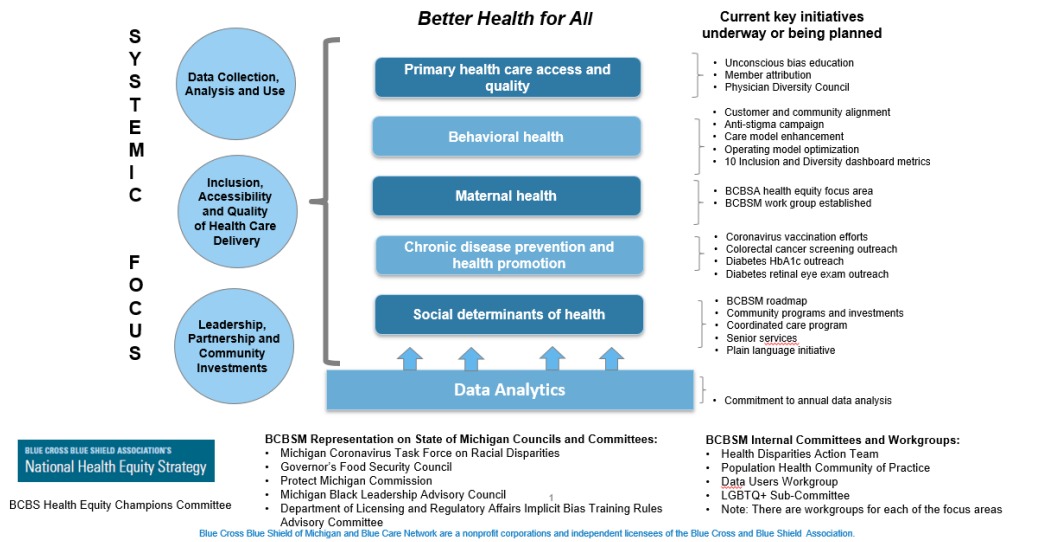 SYSTEMIC FOCUS
Data Collection,
Analysis and Use
Inclusion,
Accessibility
and Quality
of Health Care
Delivery
Leadership,
Partnership and
Community
Investments
Better Health for All
Primary health care access and
quality
Behavioral health
Maternal health
Chronic disease prevention and
health promotion
Social determinants of health
Data Analytics
Current key initiatives
underway or being planned
• Unconscious bias education
• Member attribution
• Physician Diversity Council
• Customer and community alignment
• Anti-stigma campaign
• Care model enhancement
• Operating model optimization
• 10 Inclusion and Diversity dashboard metrics
• BCBSA health equity focus area
• BCBSM work group established
• Coronavirus vaccination efforts
• Colorectal cancer screening outreach
• Diabetes HbA1c outreach
• Diabetes retinal eye exam outreach
• BCBSM roadmap
• Community programs and investments
• Coordinated care program
• Senior services
• Plain language initiative
• Commitment to annual data analysis
BLUE CROSS BLUE SHIELD ASSOCIATION'S
National Health Equity Strategy
BCBS Health Equity Champions Committee
BCBSM Representation on State of Michigan Councils and Committees:
• Michigan Coronavirus Task Force on Racial Disparities
• Governor's Food Security Council
• Protect Michigan Commission
• Michigan Black Leadership Advisory Council
• Department of Licensing and Regulatory Affairs Implicit Bias Training Rules
Advisory Committee
1
BCBSM Internal Committees and Workgroups:
• Health Disparities Action Team
• Population Health Community of Practice
• Data Users Workgroup
• LGBTQ+ Sub-Committee
• Note: There are workgroups for each of the focus areas
Blue Cross Blue Shield of Michigan and Blue Care Network are a nonprofit corporations and independent licensees of the Blue Cross and Blue Shield Association.